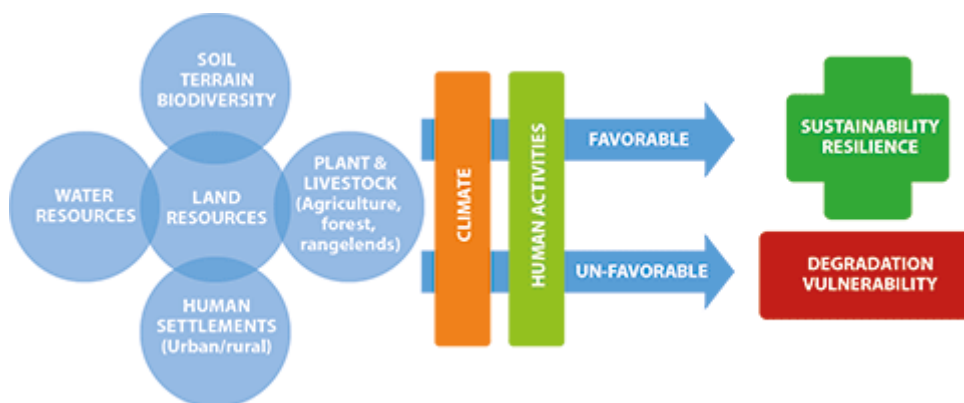 SOIL
TERRAIN
BIODIVERSITY
WATER
RESOURCES
LAND
RESOURCES
PLANT &
LIVESTOCK
(Agriculture,
forest,
rangelends)
HUMAN
SETTLEMENTS
(Urban/rural)
CLIMATE
HUMAN ACTIVITIES
FAVORABLE
UN-FAVORABLE
SUSTAINABILITY
RESILIENCE
DEGRADATION
VULNERABILITY